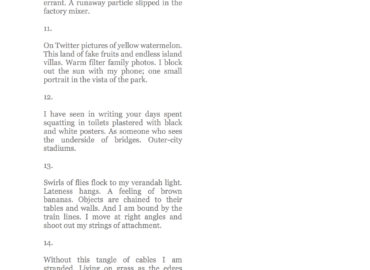 errant. A runaway particle slipped in the
factory mixer.
11.
On Twitter pictures of yellow watermelon.
This land of fake fruits and endless island
villas. Warm filter family photos. I block
out the sun with my phone; one small
portrait in the vista of the park.
12.
I have seen in writing your days spent
squatting in toilets plastered with black
and white posters. As someone who sees
the underside of bridges. Outer-city
stadiums.
13.
Swirls of flies flock to my verandah light.
Lateness hangs. A feeling of brown
bananas. Objects are chained to their
tables and walls. And I am bound by the
train lines. I move at right angles and
shoot out my strings of attachment.
14.
Without this tangle of cables I am
stranded. Living on grass as the edges